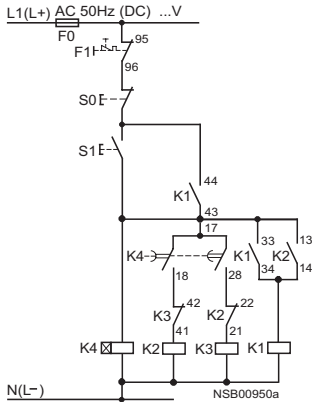 L1(L+) AC 50Hz (DC) ...V
F0
F1 95
96
S0
S1
44
K1
43
17
K4 33 13
K1 K2
18 28 34 14
K3 42 K2 22
41 21
K4 K2 K3 K1
N(L–) NSB00950a